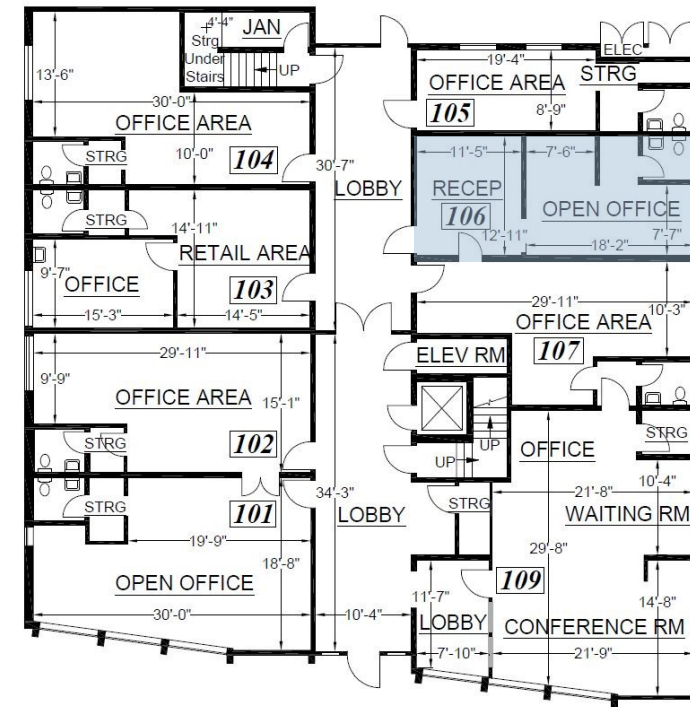 4'-4"
JAN
Strg
Under
Stairs
UP
13'-6"
30'-0"
OFFICE AREA
10'-0"
104
STRG
STRG
14'-11"
RETAIL AREA
9'-7"
OFFICE
103
15'-3"
14'-5"
29'-11"
9'-9"
OFFICE AREA
15'-1"
102
STRG
STRG
101
19'-9"
18'-8"
OPEN OFFICE
30'-0"
30'-7"
LOBBY
34'-3"
LOBBY
10'-4"
ELEC
19'-4"
STRG
OFFICE AREA
105
8'-9"
11'-5"
7'-6"
RECEP
106
OPEN OFFICE
12'-11"
18'-2"
7'-7"
29'-11"
10'-3"
OFFICE AREA
107
ELEV RM
UP
UP
OFFICE
STRG
21'-8"
10'-4"
STRG
WAITING RM
29'-8"
109
11'-7"
LOBBY
7'-10"
14'-8"
CONFERENCE RM
21'-9"